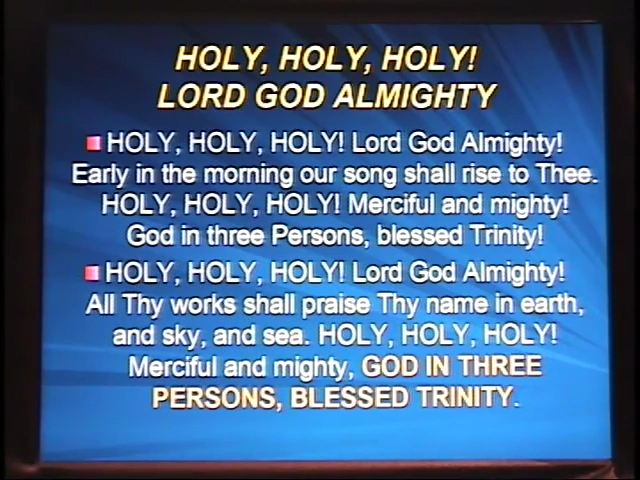 HOLY, HOLY, HOLY!
LORD GOD ALMIGHTY
HOLY, HOLY, HOLY! Lord God Almighty!
Early in the morning our song shall rise to Thee.
HOLY, HOLY, HOLY! Merciful and mighty!
God in three Persons, blessed Trinity!
HOLY, HOLY, HOLY! Lord God Almighty!
All Thy works shall praise Thy name in earth,
and sky, and sea. HOLY, HOLY, HOLY!
Merciful and mighty, GOD IN THREE
PERSONS, BLESSED TRINITY.